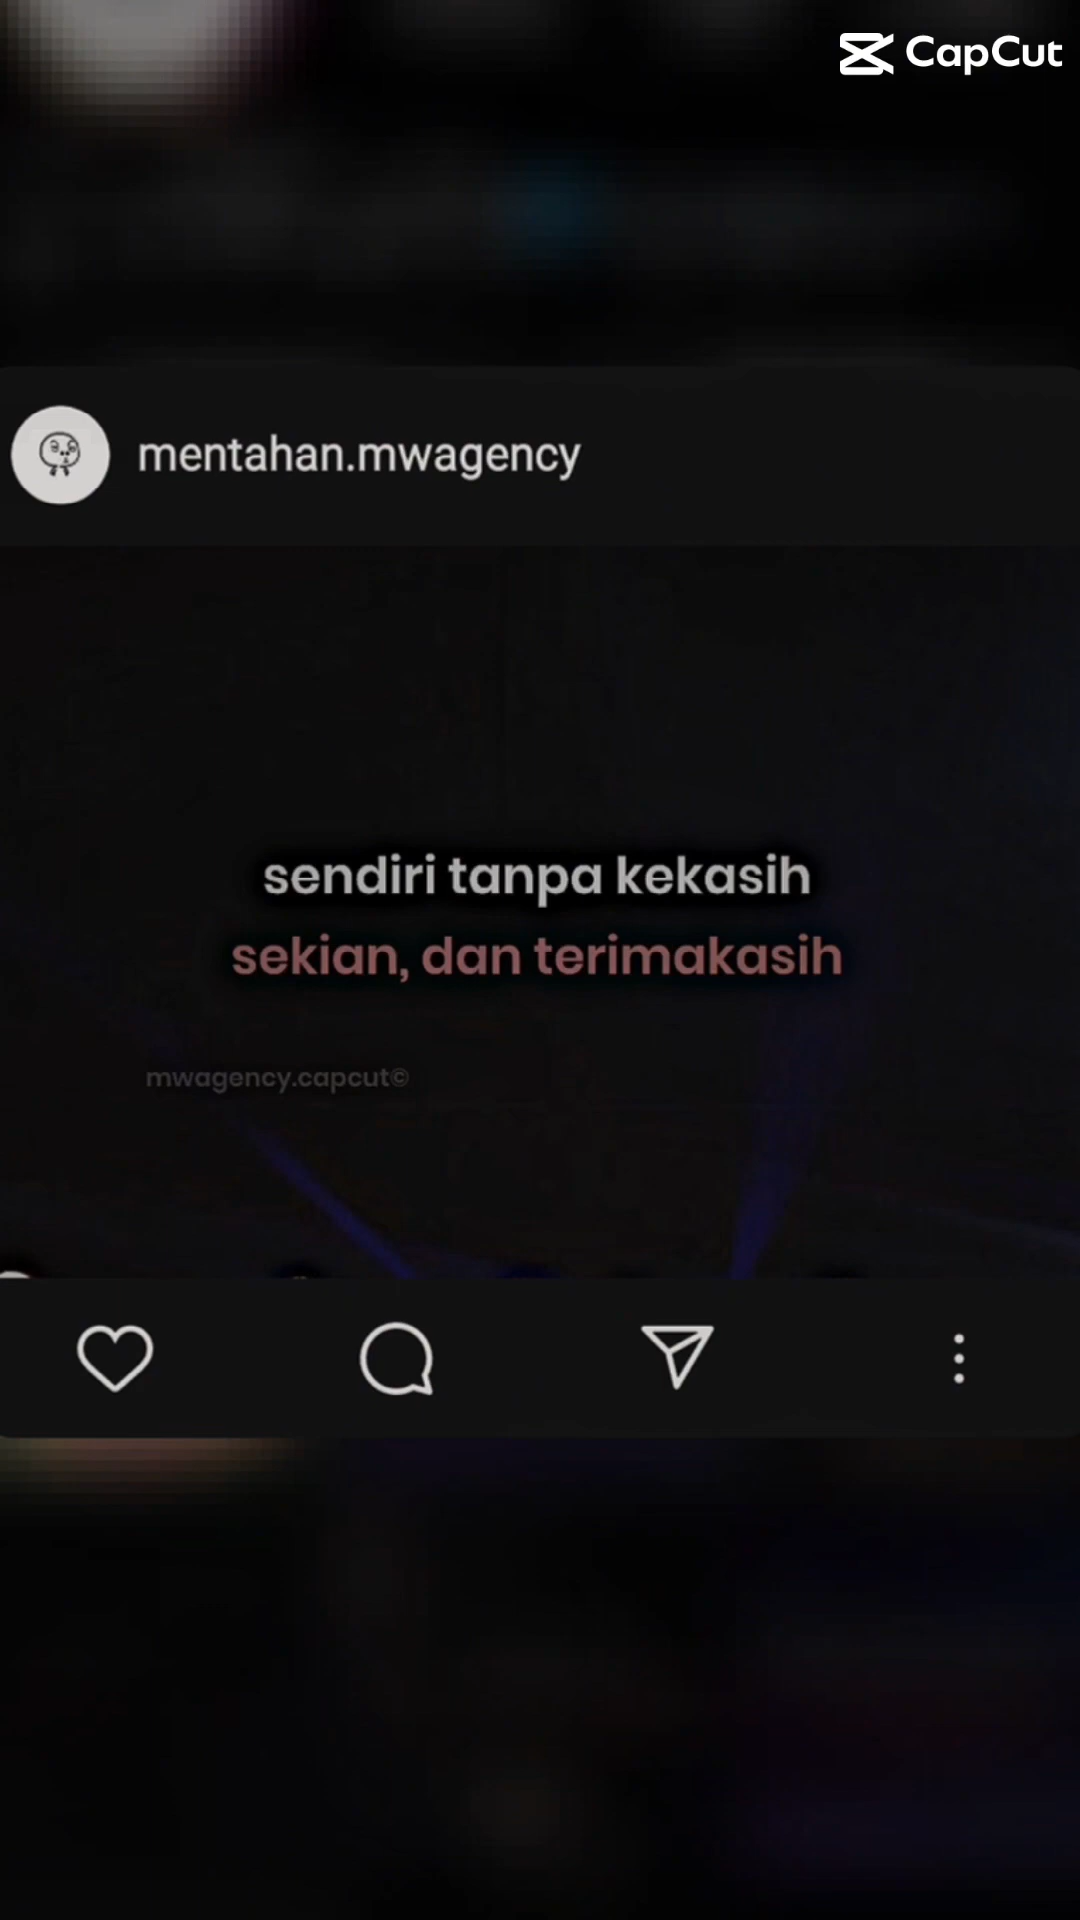 CapCut
mentahan.mwagency
sendiri tanpa kekasih
sekian, dan terimakasih
mwagency.capcut©